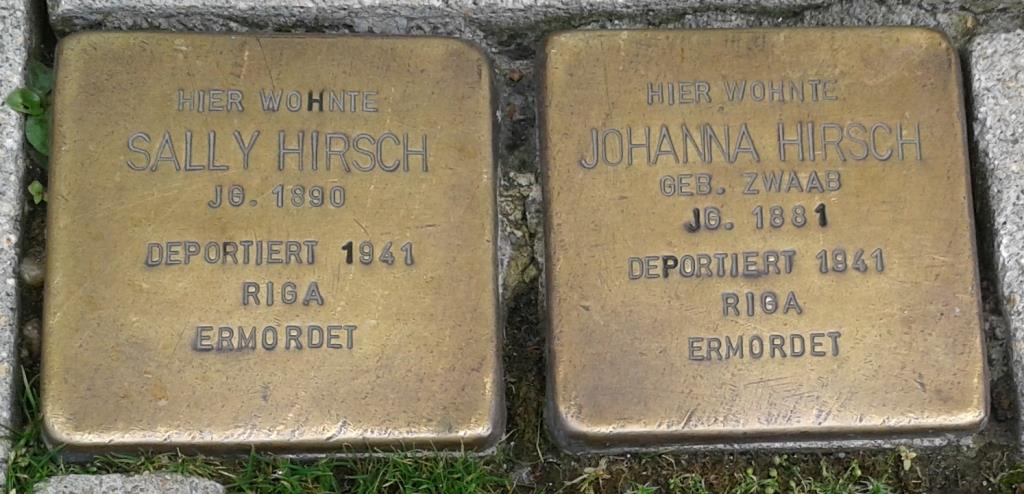 HIER WOHNTE
SALLY HIRSCH
JG. 1890
DEPORTIERT 1941
RIGA
ERMORDET
HIER WOHNTE
JOHANNA HIRSCH
GEB. ZWAAB
JG. 1881
DEPORTIERT 1941
RIGA
ERMORDET